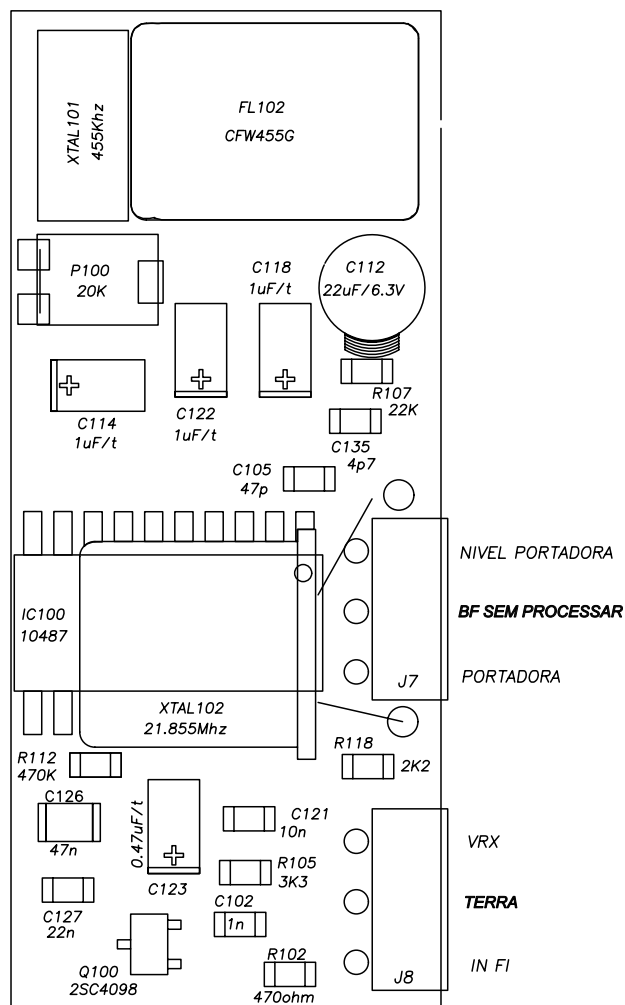 XTAL101
455Khz
FL102
CFW455G
P100
20K
C118
1uF/t
C112
22uF/6.3V
R107
22K
C114
1uF/t
C122
1uF/t
C135
4p7
C105
47p
NIVEL PORTADORA
IC100
10487
BF SEM PROCESSAR
J7
PORTADORA
XTAL102
21.855Mhz
R112
470K
R118
2K2
C126
47n
0.47uF/t
C123
C121
10n
VRX
R105
3K3
C127
22n
C102
1n
TERRA
Q100
2SC4098
R102
470ohm
J8
IN FI